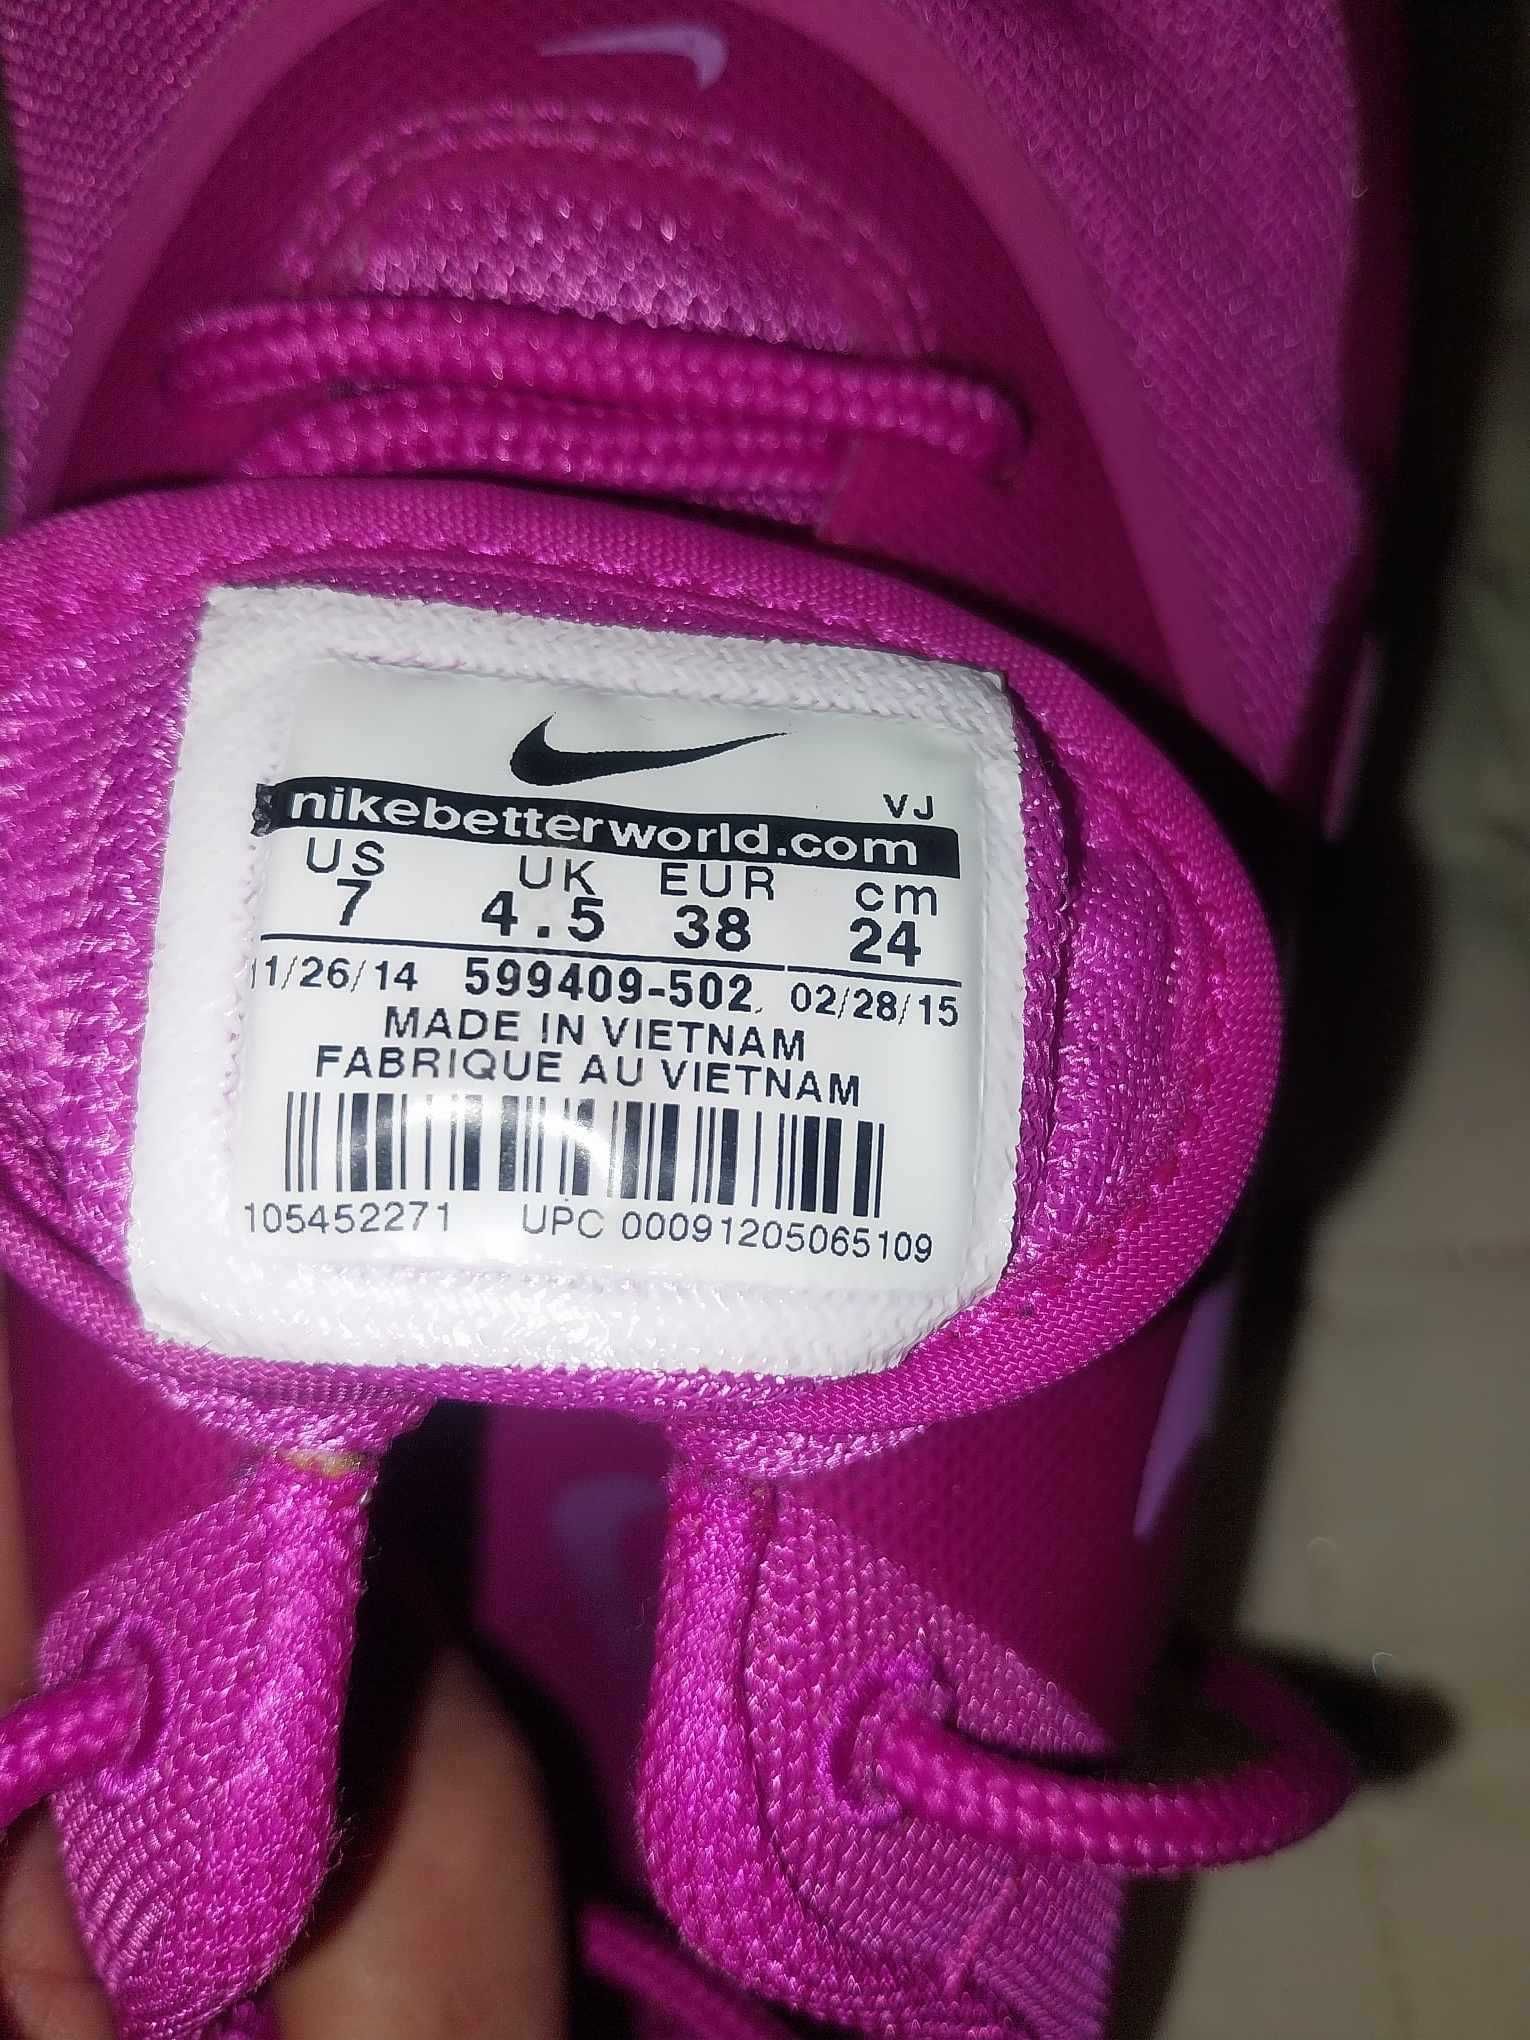 VJ
nikebetterworld.com
US UK EUR cm
7 4.5 38 24
11/26/14 599409-502 02/28/15
MADE IN VIETNAM
FABRIQUE AU VIETNAM
105452271 UPC 00091205065109